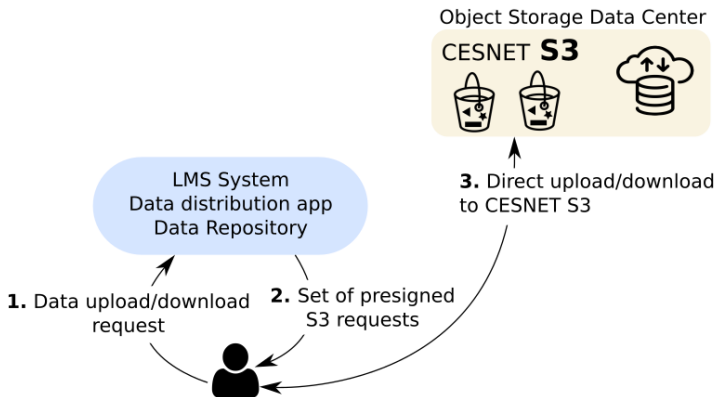 Object Storage Data Center
CESNET S3
LMS System
Data distribution app
Data Repository
3. Direct upload/download
to CESNET S3
1. Data upload/download
request
2. Set of presigned
S3 requests